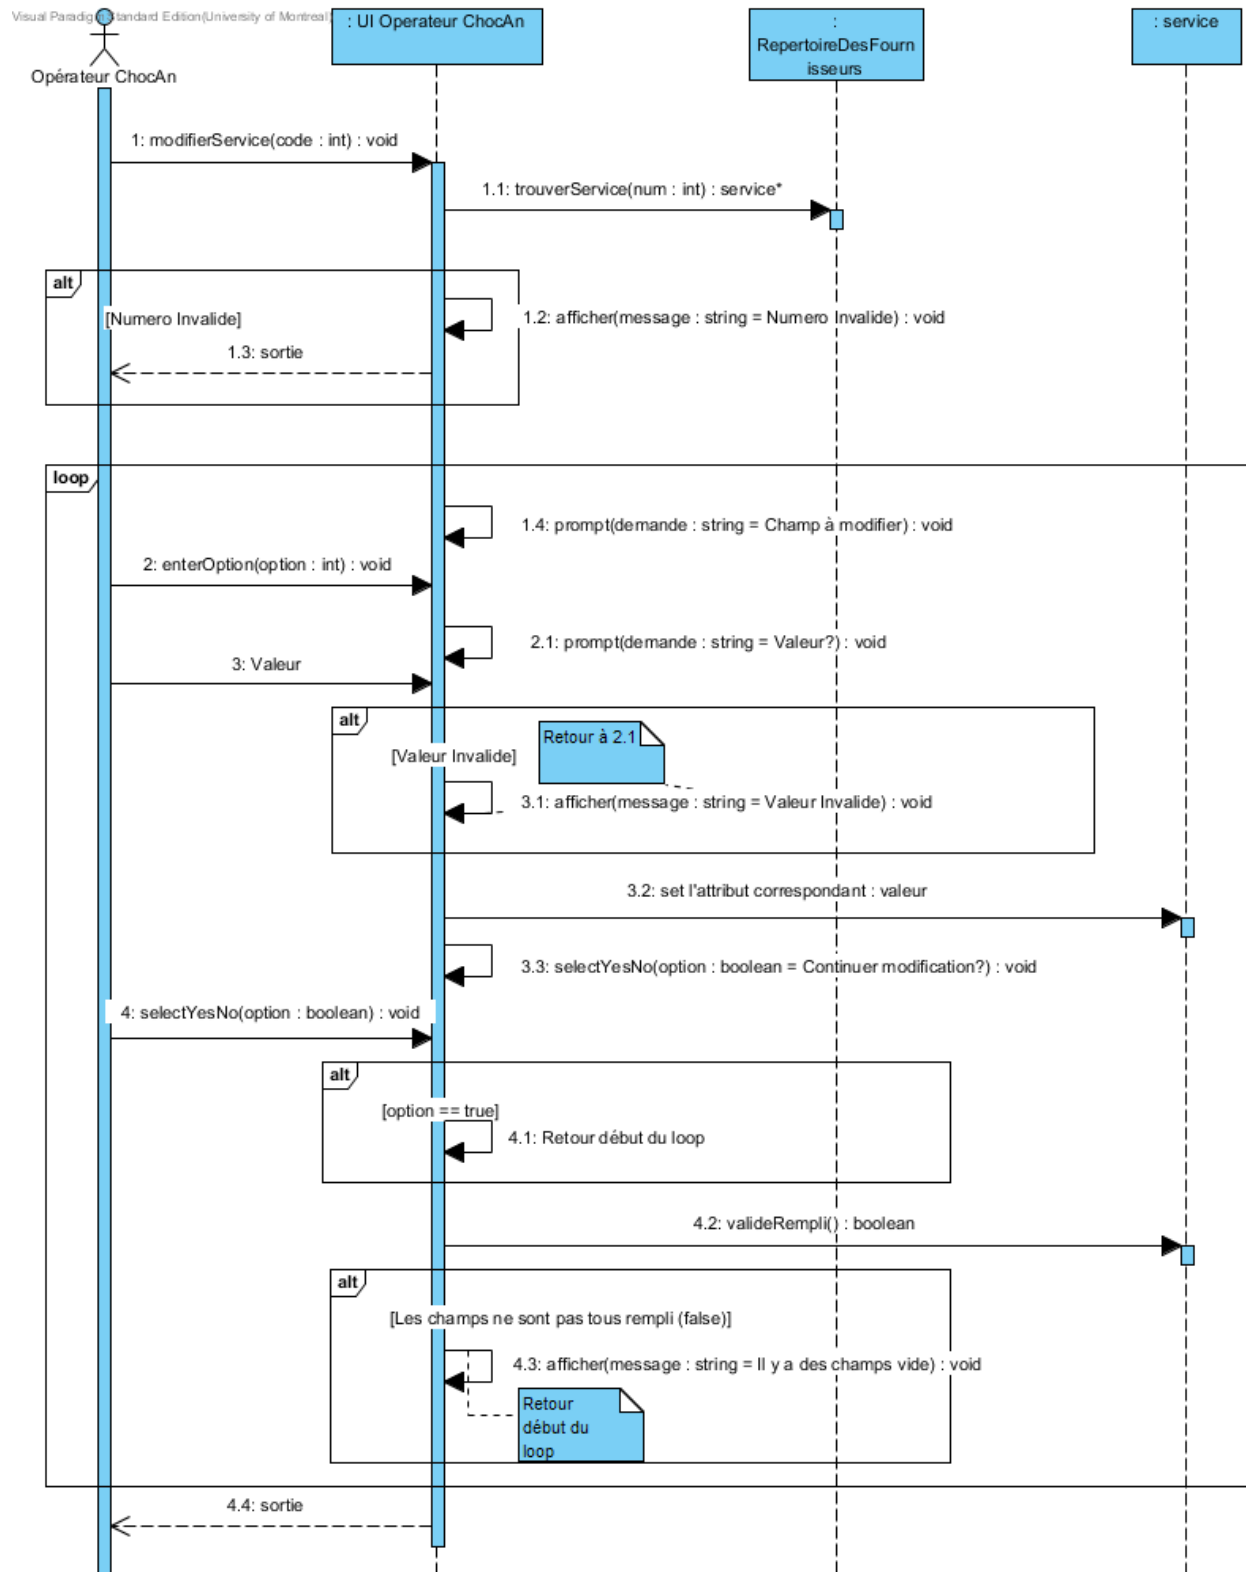 Visual Paradigm Standard Edition(University of Montreal)
Opérateur ChocAn
: UI Operateur ChocAn
:
RepertoireDesFourn
isseurs
: service
1: modifierService(code : int) : void
1.1: trouverService(num : int) : service*
alt
[Numero Invalide]
1.2: afficher(message : string = Numero Invalide) : void
1.3: sortie
loop
1.4: prompt(demande : string = Champ à modifier) : void
2: enterOption(option : int) : void
2.1: prompt(demande : string = Valeur?) : void
3: Valeur
alt
Retour à 2.1
[Valeur Invalide]
3.1: afficher(message : string = Valeur Invalide) : void
3.2: set l'attribut correspondant : valeur
3.3: selectYesNo(option : boolean = Continuer modification?) : void
4: selectYesNo(option : boolean) : void
alt
[option == true]
4.1: Retour début du loop
4.2: valideRempli() : boolean
alt
[Les champs ne sont pas tous rempli (false)]
4.3: afficher(message : string = Il y a des champs vide) : void
Retour
début du
loop
4.4: sortie